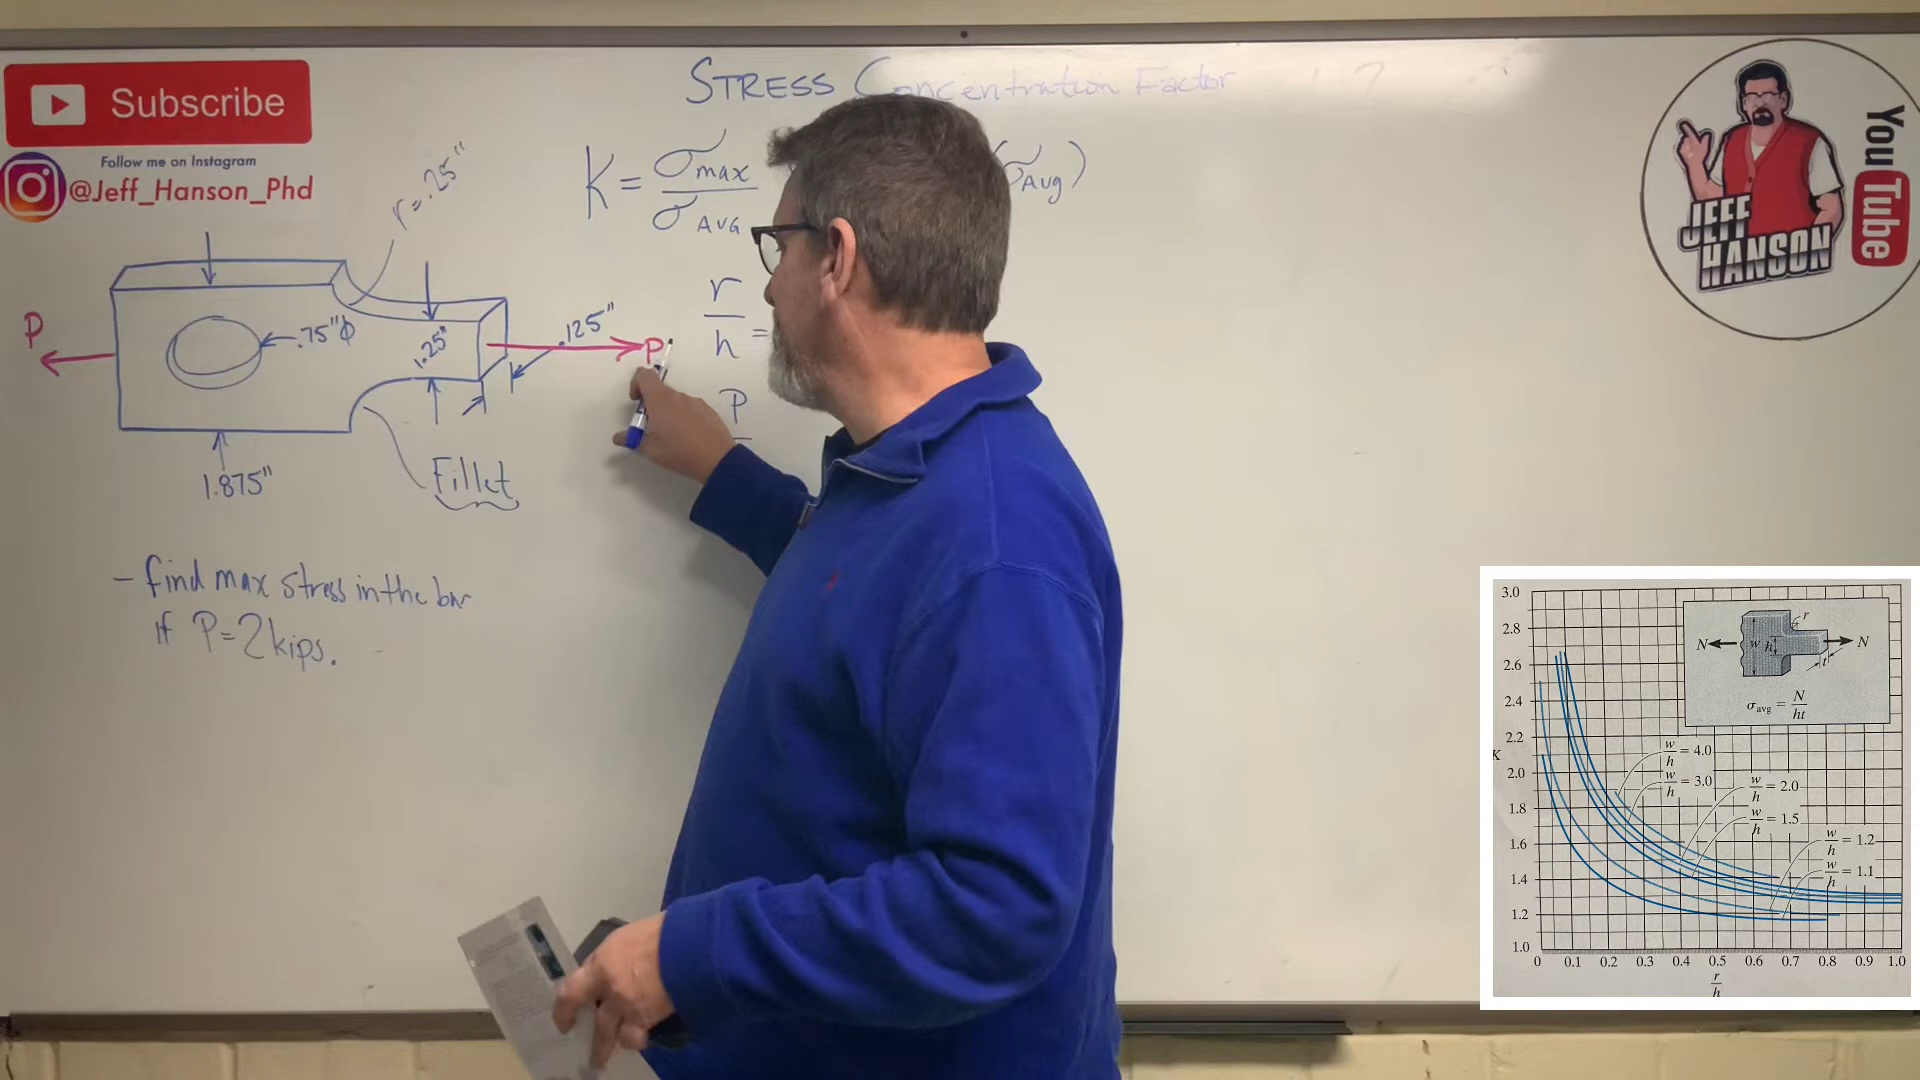 Subscribe
Follow me on Instagram
@Jeff_Hanson_Phd
STRESS Concentration Factor
K = σmax / σAVG
σAvg)
r = .25"
r
h =
P
P
.75"ϕ
1.25"
.125"
P
1.875"
Fillet
- find max stress in the bar
if P=2kips.
JEFF
HANSON
YouTube
3.0
2.8
2.6
2.4
2.2
K
2.0
1.8
1.6
1.4
1.2
1.0
0 0.1 0.2 0.3 0.4 0.5 0.6 0.7 0.8 0.9 1.0
r
h
N
w
h
r
t
N
σavg = N/ht
w/h = 4.0
w/h = 3.0
w/h = 2.0
w/h = 1.5
w/h = 1.2
w/h = 1.1